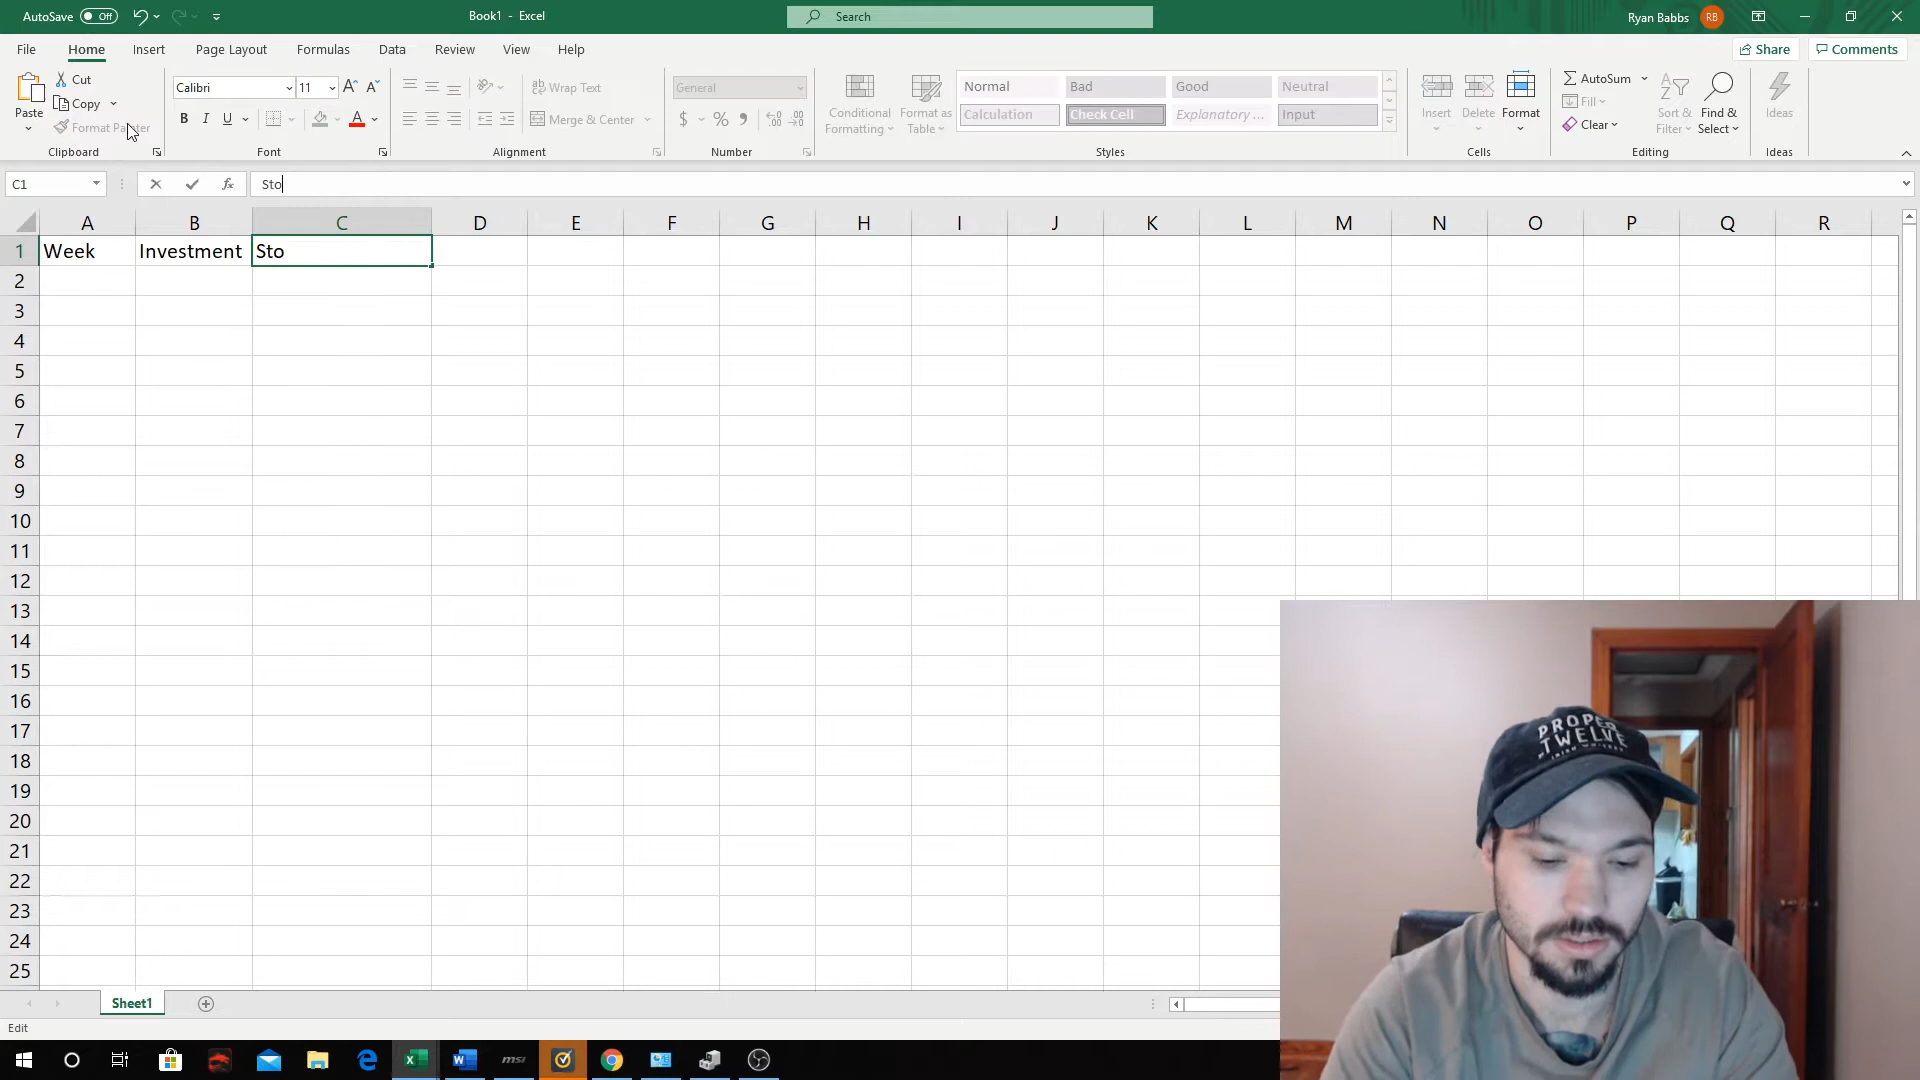 AutoSave Off
Book1 - Excel
Search
Ryan Babbs RB
File Home Insert Page Layout Formulas Data Review View Help
Share Comments
Paste
Cut
Copy
Format Painter
Clipboard
Calibri 11
B I U
Font
Wrap Text
Merge & Center
Alignment
General
$ % 9
Number
Conditional Formatting
Format as Table
Normal Bad Good Neutral
Calculation Check Cell Explanatory ... Input
Styles
Insert Delete Format
Cells
AutoSum
Fill
Clear
Sort & Filter
Find & Select
Editing
Ideas
Ideas
C1 fx Sto
A B C D E F G H I J K L M N O P Q R
1 Week Investment Sto
2
3
4
5
6
7
8
9
10
11
12
13
14
15
16
17
18
19
20
21
22
23
24
25
PROPER
TWELVE
IRISH WHISKEY
Sheet1
Edit
msi